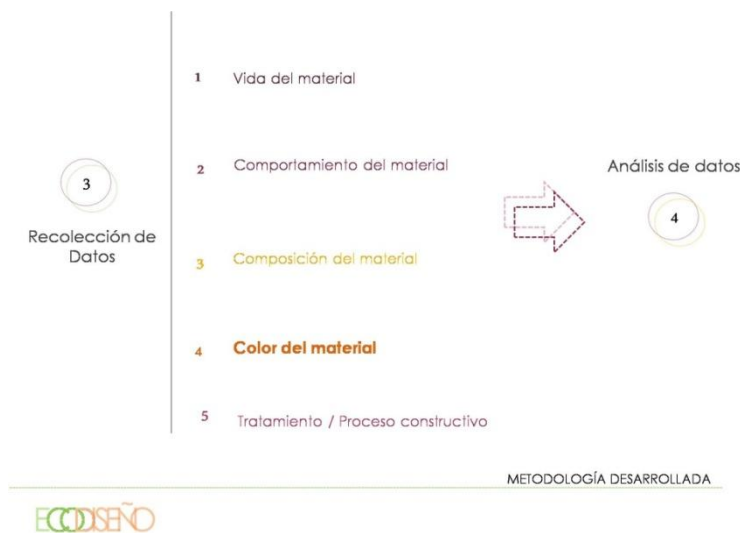 3
Recolección de
Datos
1 Vida del material
2 Comportamiento del material
3 Composición del material
4 Color del material
5 Tratamiento / Proceso constructivo
Análisis de datos
4
METODOLOGÍA DESARROLLADA
ECODISEÑO